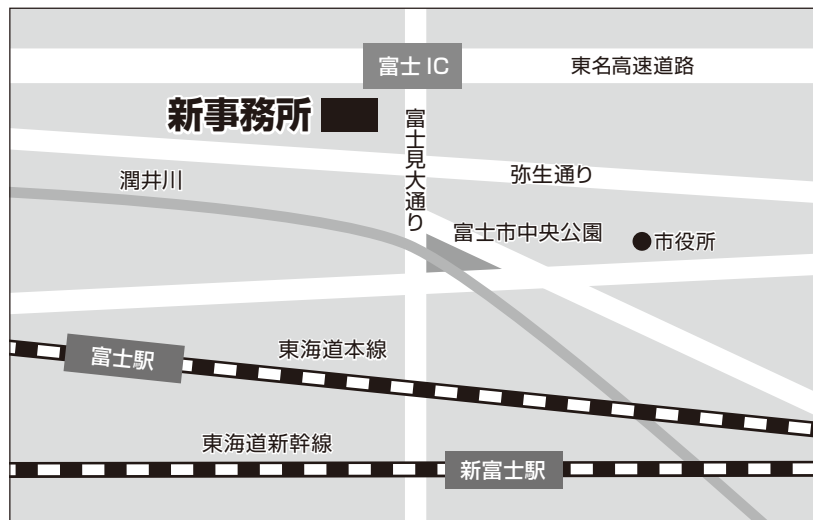 富士IC
東名高速道路
新事務所
富士見大通り
弥生通り
潤井川
富士市中央公園
市役所
東海道本線
富士駅
東海道新幹線
新富士駅